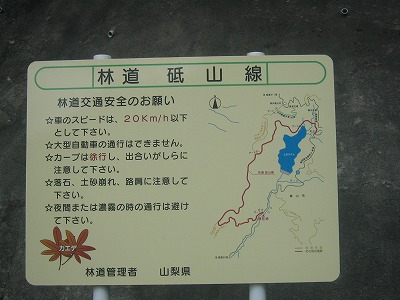 林道 砥山線
林道交通安全のお願い
☆車のスピードは、20Km/h以下
として下さい。
☆大型自動車の通行はできません。
☆カーブは徐行し、出合いがしらに
注意して下さい。
☆落石、土砂崩れ、路肩に注意して
下さい。
☆夜間または濃霧の時の通行は避け
て下さい。
カエデ
林道管理者 山梨県